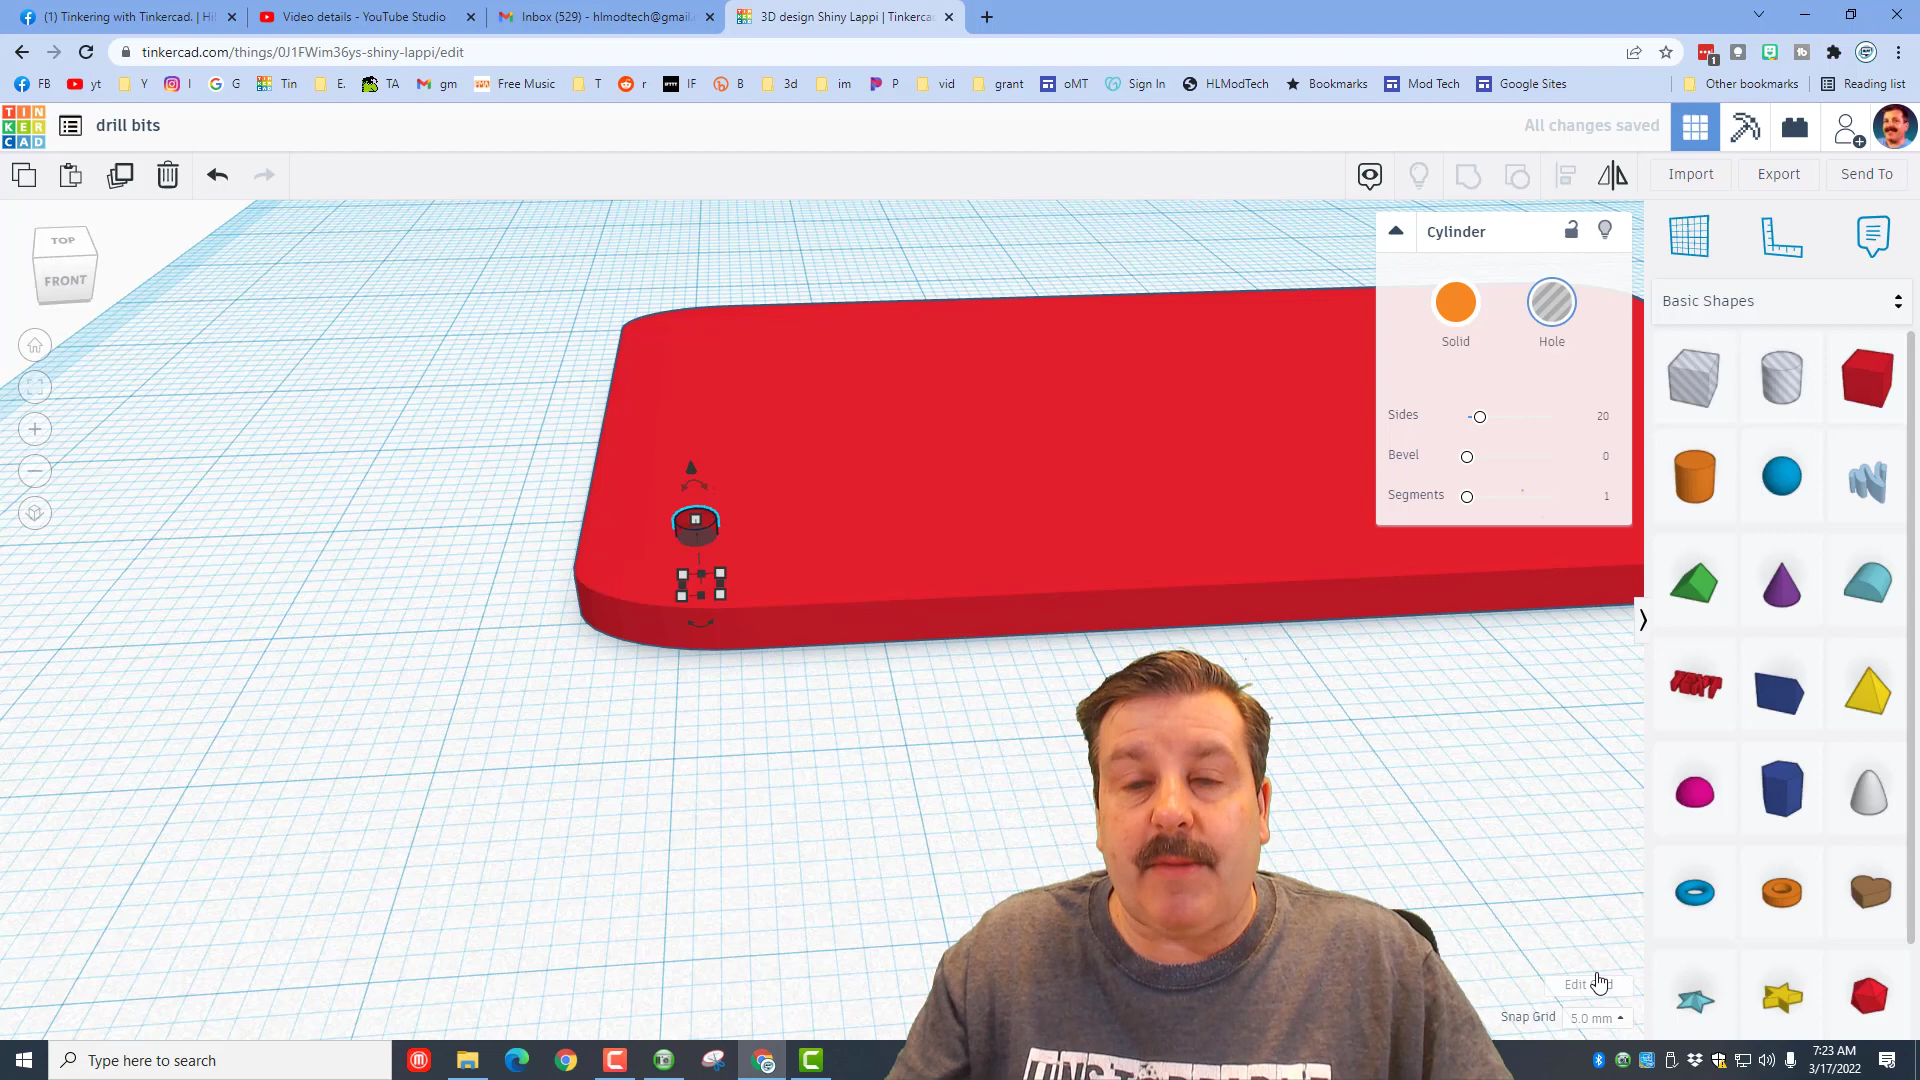 (1) Tinkering with Tinkercad. | Hi
Video details - YouTube Studio
Inbox (529) - hlmodtech@gmail.
3D design Shiny Lappi | Tinkerca
tinkercad.com/things/0J1FWim36ys-shiny-lappi/edit
1
FB
yt
Y
I
G
Tin
E.
TA
gm
Free Music
T
r
IF
B
3d
im
P
vid
grant
oMT
Sign In
HLModTech
Bookmarks
Mod Tech
Google Sites
Other bookmarks
Reading list
TIN
KER
CAD
drill bits
All changes saved
Import
Export
Send To
TOP
FRONT
Cylinder
Solid
Hole
Sides
20
Bevel
0
Segments
1
Basic Shapes
TEXT
Edit
Snap Grid
5.0 mm
Type here to search
7:23 AM
3/17/2022